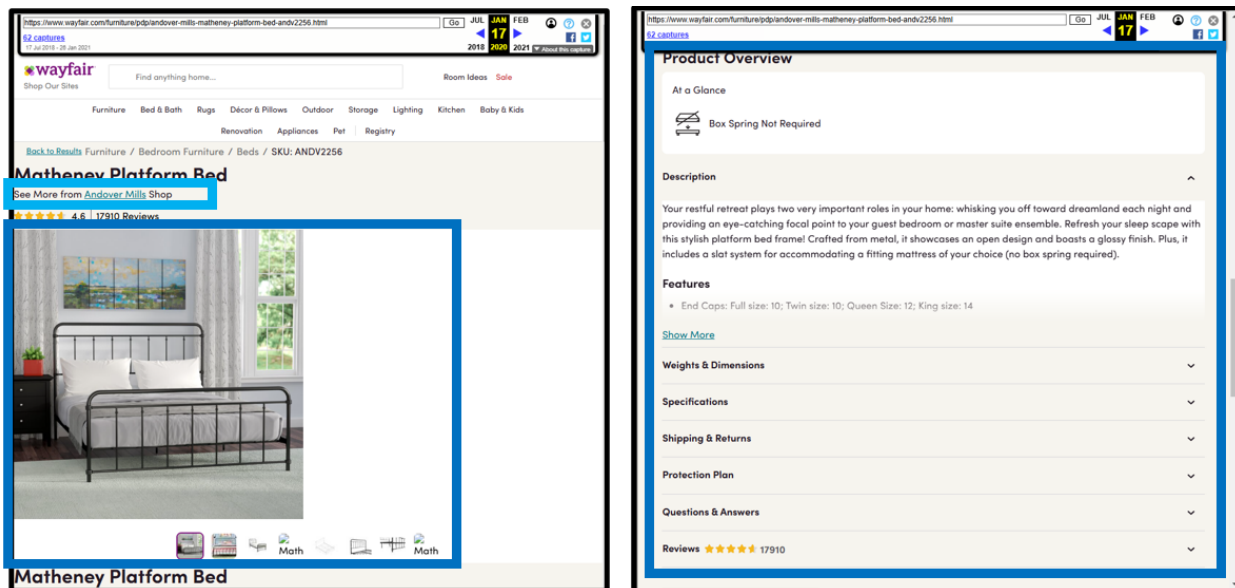 https://www.wayfair.com/furniture/pdp/andover-mills-matheney-platform-bed-andv2256.html Go JUL JAN FEB
62 captures 17
17 Jul 2018 - 26 Jan 2021 2018 2020 2021 About this capture
wayfair
Shop Our Sites
Find anything home...
Room Ideas Sale
Furniture Bed & Bath Rugs Décor & Pillows Outdoor Storage Lighting Kitchen Baby & Kids
Renovation Appliances Pet Registry
Back to Results Furniture / Bedroom Furniture / Beds / SKU: ANDV2256
Matheney Platform Bed
See More from Andover Mills Shop
4.6 17910 Reviews
Math Math
Matheney Platform Bed
https://www.wayfair.com/furniture/pdp/andover-mills-matheney-platform-bed-andv2256.html Go JUL JAN FEB
62 captures 17
Product Overview
At a Glance
Box Spring Not Required
Description
Your restful retreat plays two very important roles in your home: whisking you off toward dreamland each night and
providing an eye-catching focal point to your guest bedroom or master suite ensemble. Refresh your sleep scape with
this stylish platform bed frame! Crafted from metal, it showcases an open design and boasts a glossy finish. Plus, it
includes a slat system for accommodating a fitting mattress of your choice (no box spring required).
Features
• End Caps: Full size: 10; Twin size: 10; Queen Size: 12; King size: 14
Show More
Weights & Dimensions
Specifications
Shipping & Returns
Protection Plan
Questions & Answers
Reviews 17910